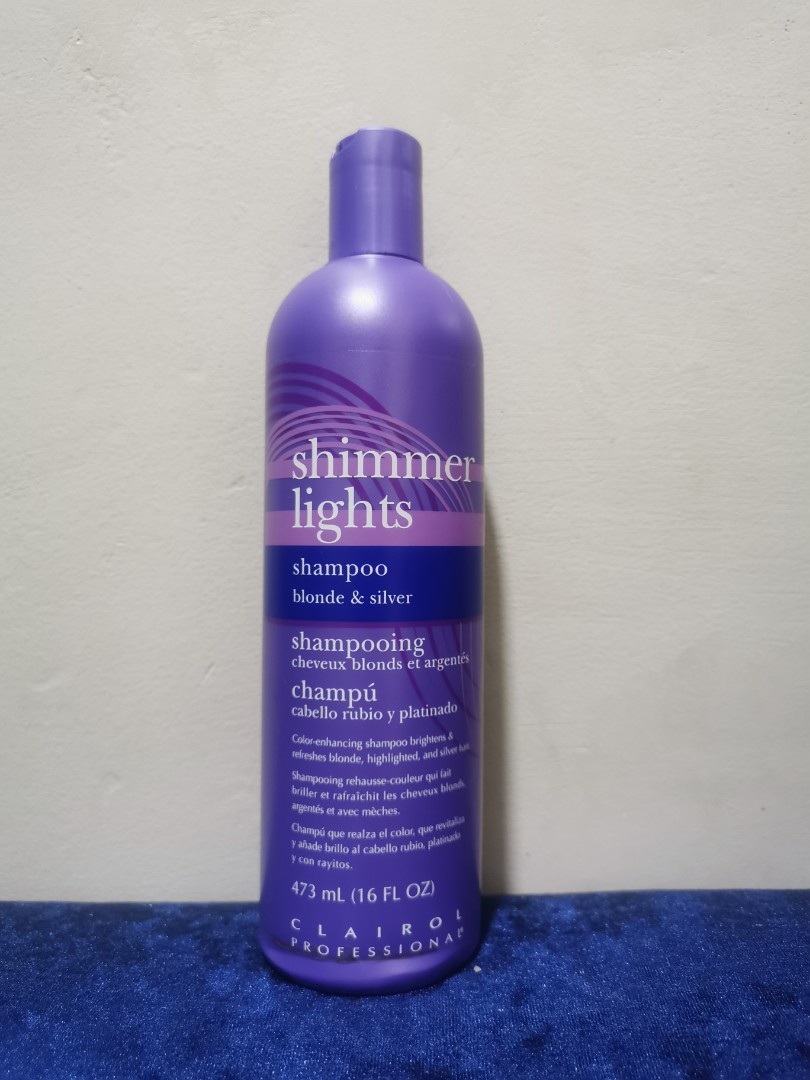 shimmer
lights
shampoo
blonde & silver
shampooing
cheveux blonds et argentés
champú
cabello rubio y platinado
Color-enhancing shampoo brightens &
refreshes blonde, highlighted, and silver hair
Shampooing rehausse-couleur qui fait
briller et rafraîchit les cheveux blonds,
argentés et avec mèches.
Champú que realza el color, que revitaliza
y añade brillo al cabello rubio, platinado
y con rayitos.
473 mL (16 FL OZ)
CLAIROL
PROFESSIONAL